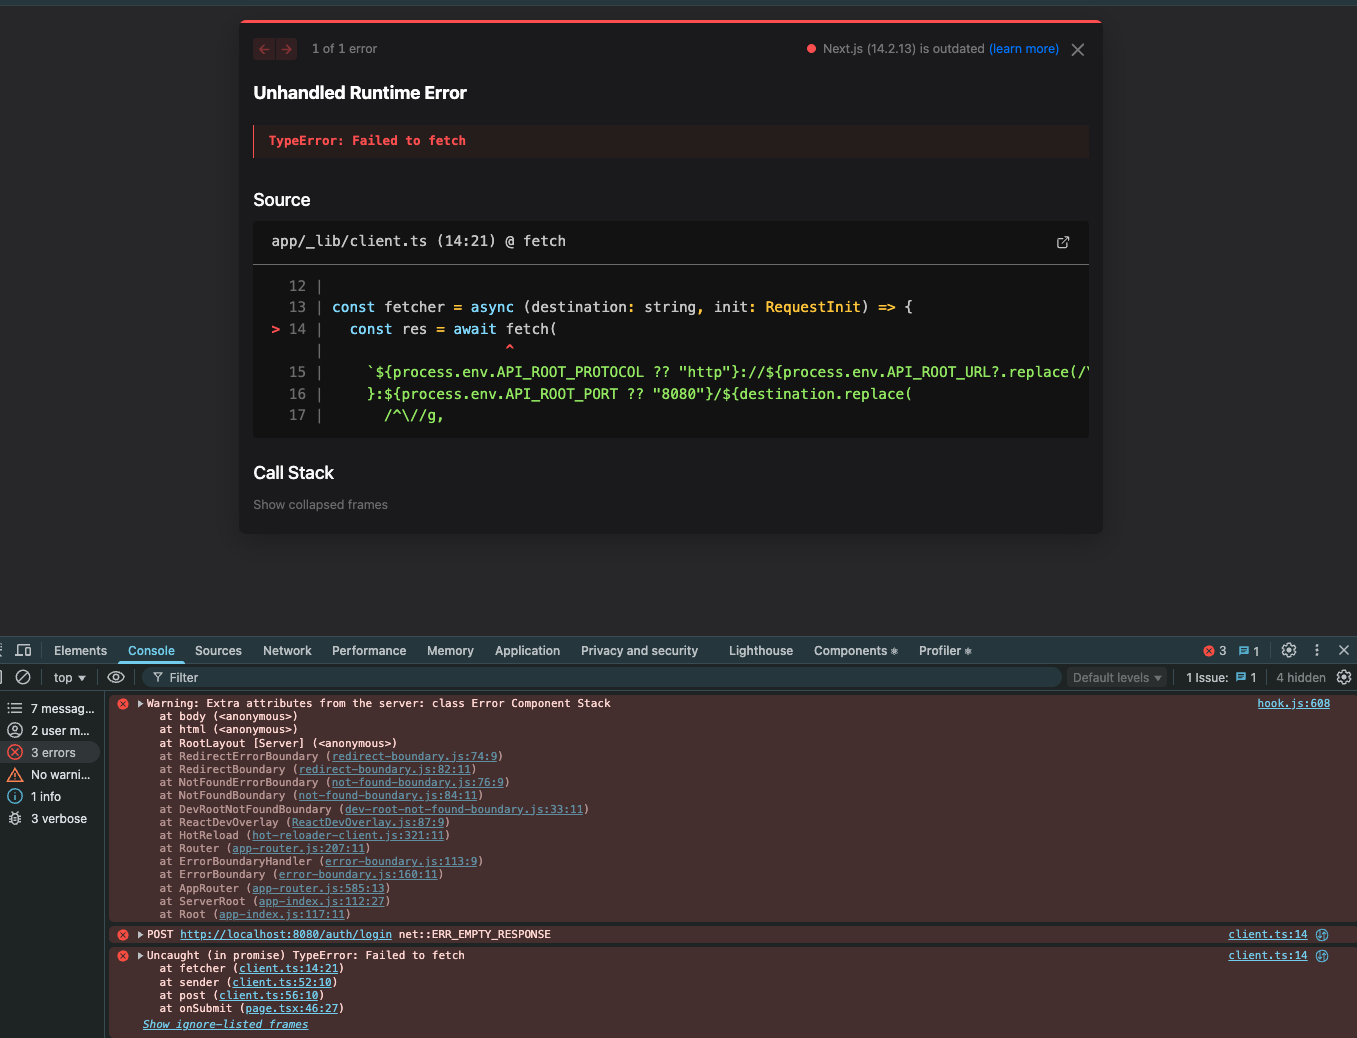 1 of 1 error
Next.js (14.2.13) is outdated (learn more)
Unhandled Runtime Error
TypeError: Failed to fetch
Source
app/_lib/client.ts (14:21) @ fetch
12 |
13 | const fetcher = async (destination: string, init: RequestInit) => {
> 14 | const res = await fetch(
| ^
15 | `${process.env.API_ROOT_PROTOCOL ?? "http"}://${process.env.API_ROOT_URL?.replace(/\
16 | }:${process.env.API_ROOT_PORT ?? "8080"}/${destination.replace(
17 | /^\//g,
Call Stack
Show collapsed frames
Elements Console Sources Network Performance Memory Application Privacy and security Lighthouse Components Profiler 3 1
top Filter Default levels 1 Issue: 1 4 hidden
7 messag...
2 user m...
3 errors
No warni...
1 info
3 verbose
Warning: Extra attributes from the server: class Error Component Stack hook.js:608
at body (<anonymous>)
at html (<anonymous>)
at RootLayout [Server] (<anonymous>)
at RedirectErrorBoundary (redirect-boundary.js:74:9)
at RedirectBoundary (redirect-boundary.js:82:11)
at NotFoundErrorBoundary (not-found-boundary.js:76:9)
at NotFoundBoundary (not-found-boundary.js:84:11)
at DevRootNotFoundBoundary (dev-root-not-found-boundary.js:33:11)
at ReactDevOverlay (ReactDevOverlay.js:87:9)
at HotReload (hot-reloader-client.js:321:11)
at Router (app-router.js:207:11)
at ErrorBoundaryHandler (error-boundary.js:113:9)
at ErrorBoundary (error-boundary.js:160:11)
at AppRouter (app-router.js:585:13)
at ServerRoot (app-index.js:112:27)
at Root (app-index.js:117:11)
POST http://localhost:8080/auth/login net::ERR_EMPTY_RESPONSE client.ts:14
Uncaught (in promise) TypeError: Failed to fetch client.ts:14
at fetcher (client.ts:14:21)
at sender (client.ts:52:10)
at post (client.ts:56:10)
at onSubmit (page.tsx:46:27)
Show ignore-listed frames